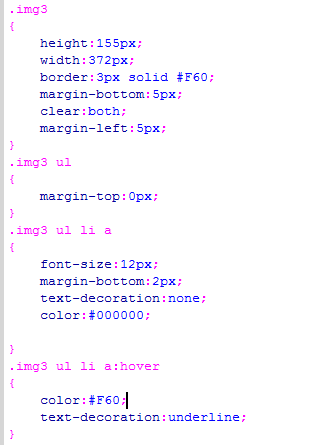 .img3
{
height:155px;
width:372px;
border:3px solid #F60;
margin-bottom:5px;
clear:both;
margin-left:5px;
}
.img3 ul
{
margin-top:0px;
}
.img3 ul li a
{
font-size:12px;
margin-bottom:2px;
text-decoration:none;
color:#000000;
}
.img3 ul li a:hover
{
color:#F60;
text-decoration:underline;
}